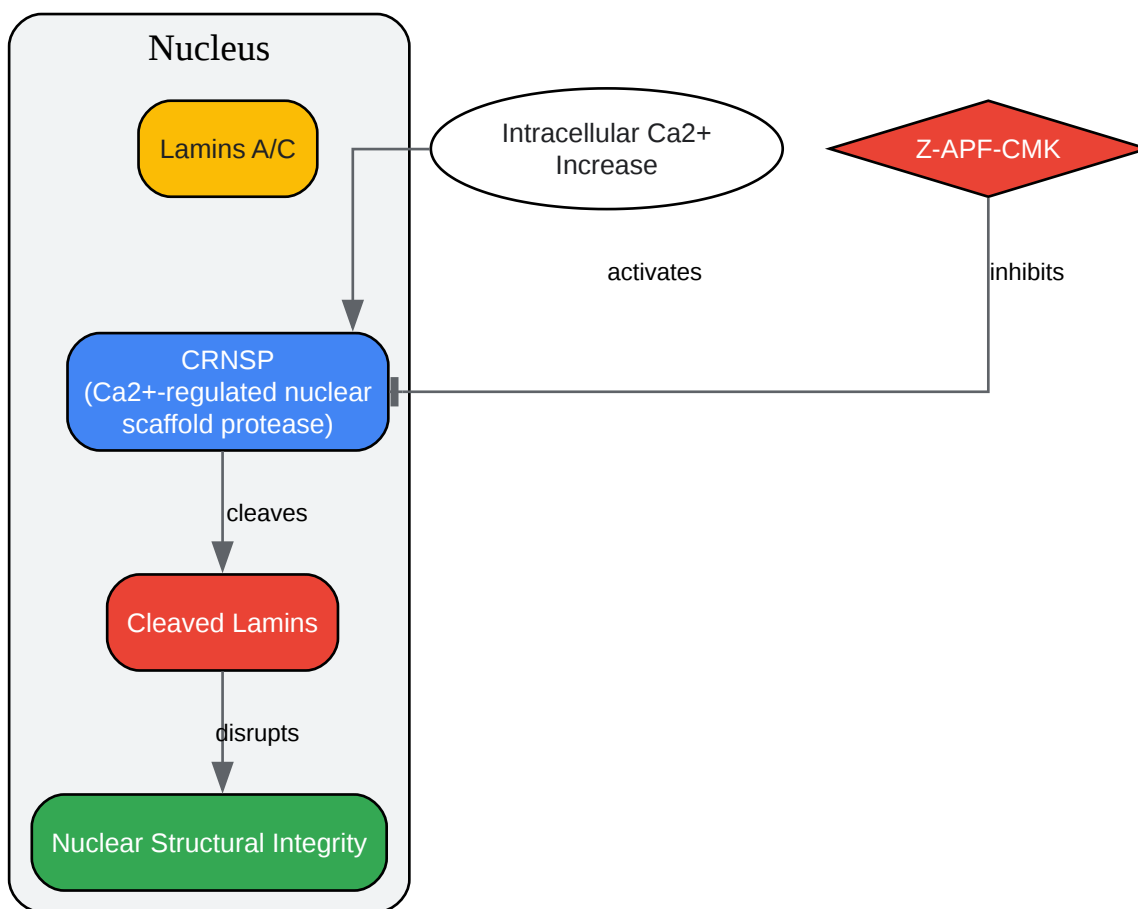 Nucleus
Lamins A/C
Intracellular Ca2+
Increase
Z-APF-CMK
activates
inhibits
CRNSP
(Ca2+-regulated nuclear
scaffold protease)
cleaves
Cleaved Lamins
disrupts
Nuclear Structural Integrity